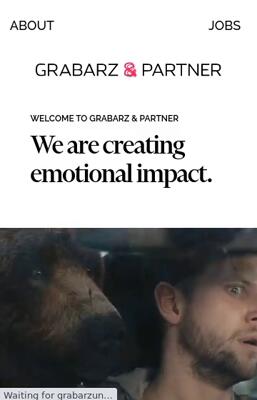 ABOUT JOBS
GRABARZ & PARTNER
WELCOME TO GRABARZ & PARTNER
We are creating
emotional impact.
Waiting for grabarzun...